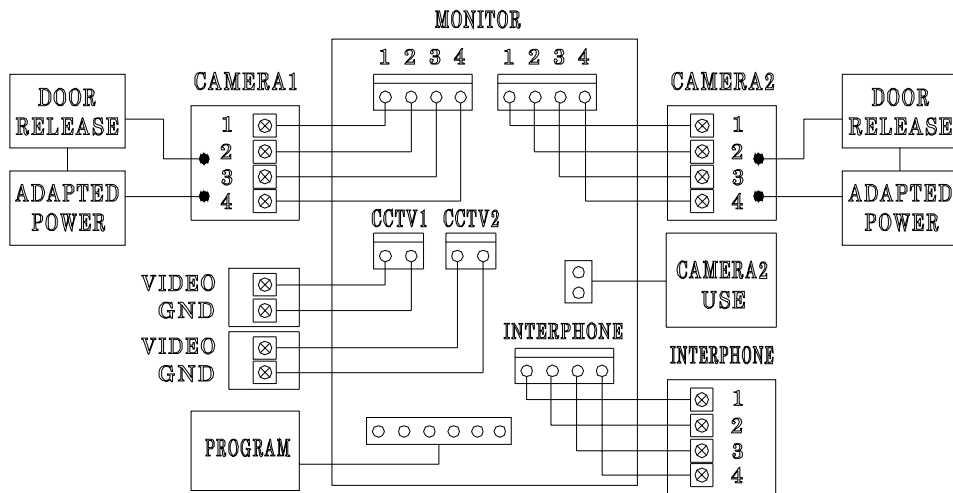 MONITOR
1 2 3 4
1 2 3 4
CAMERA1
CAMERA2
DOOR
RELEASE
1
2
3
4
1
2
3
4
DOOR
RELEASE
ADAPTED
POWER
ADAPTED
POWER
CCTV1
CCTV2
VIDEO
GND
VIDEO
GND
CAMERA2
USE
INTERPHONE
INTERPHONE
1
2
3
4
PROGRAM